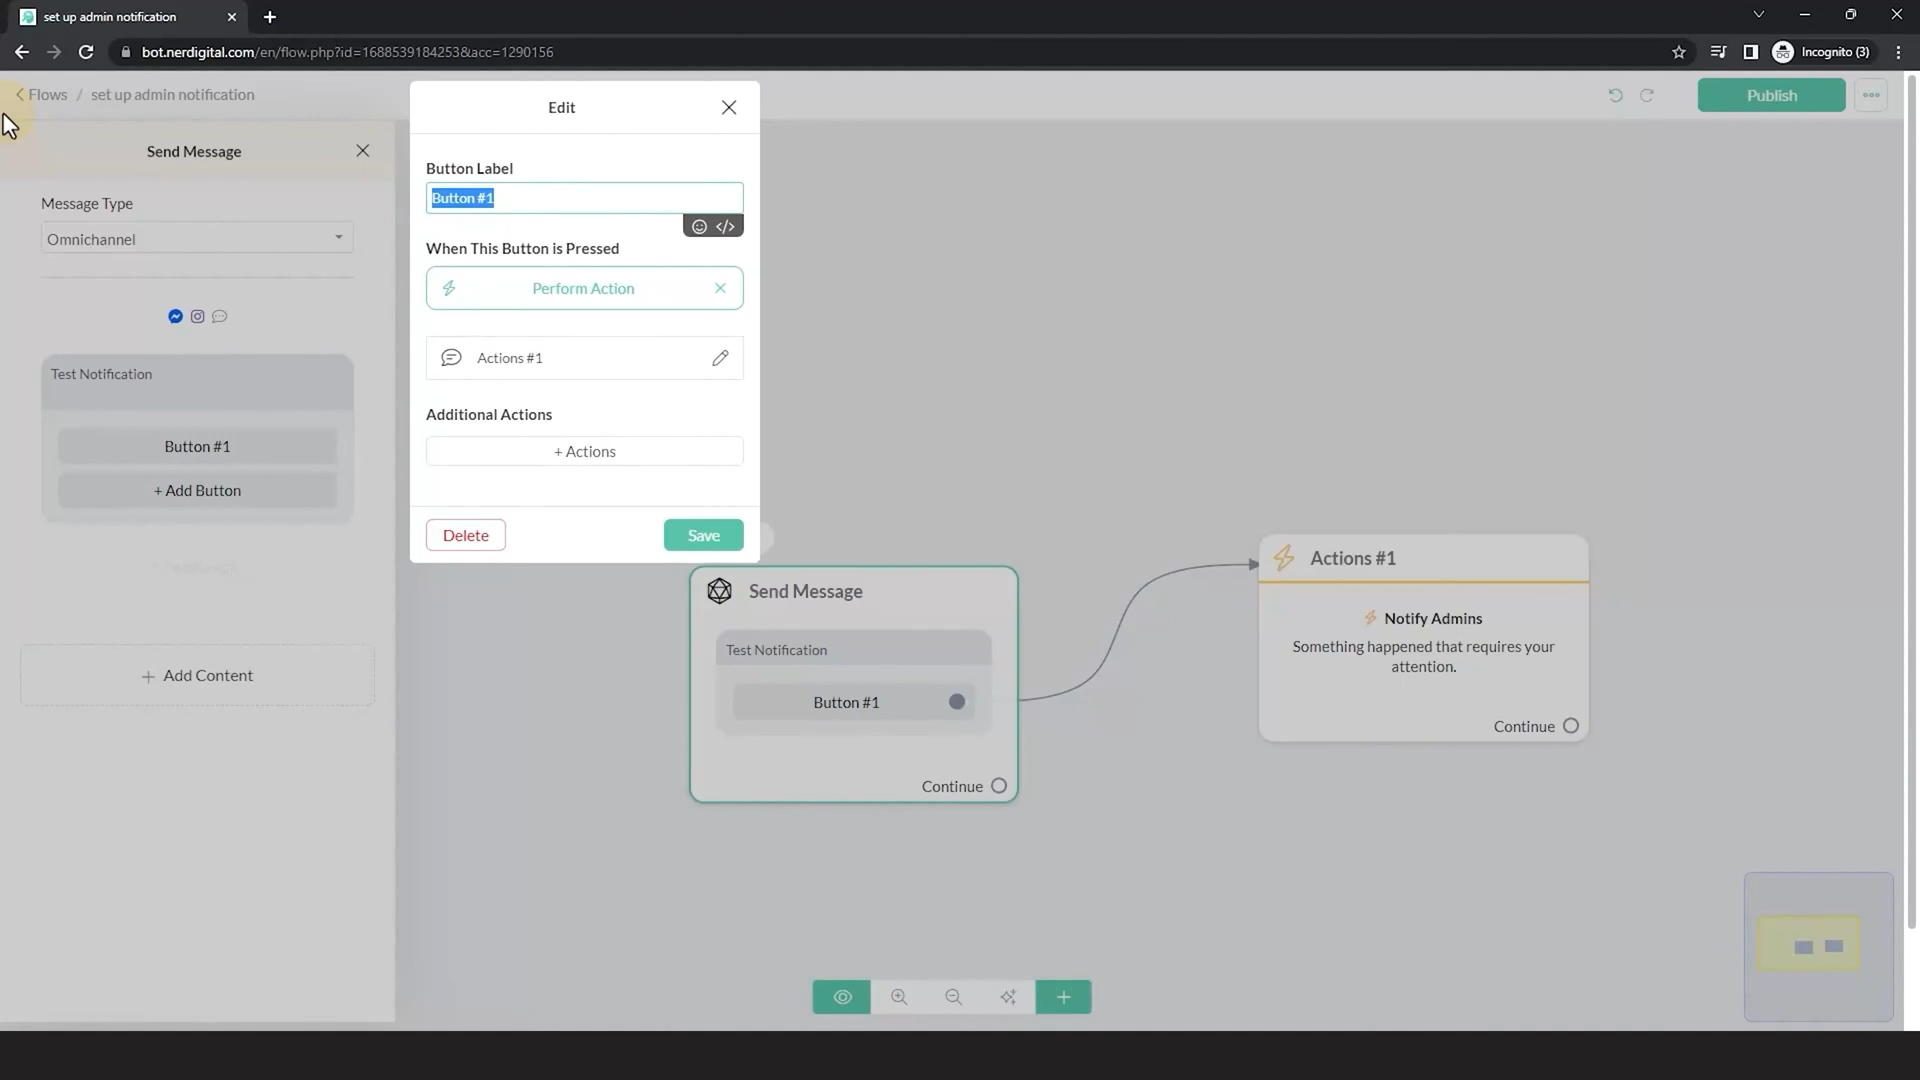 set up admin notification
bot.nerdigital.com/en/flow.php?id=1688539184253&acc=1290156
Incognito (3)
Flows / set up admin notification
Publish
Send Message
Message Type
Omnichannel
Test Notification
Button #1
+ Add Button
+ Add Content
Edit
Button Label
Button #1
</>
When This Button is Pressed
Perform Action
Actions #1
Additional Actions
+ Actions
Delete
Save
Send Message
Test Notification
Button #1
Continue
Actions #1
Notify Admins
Something happened that requires your
attention.
Continue